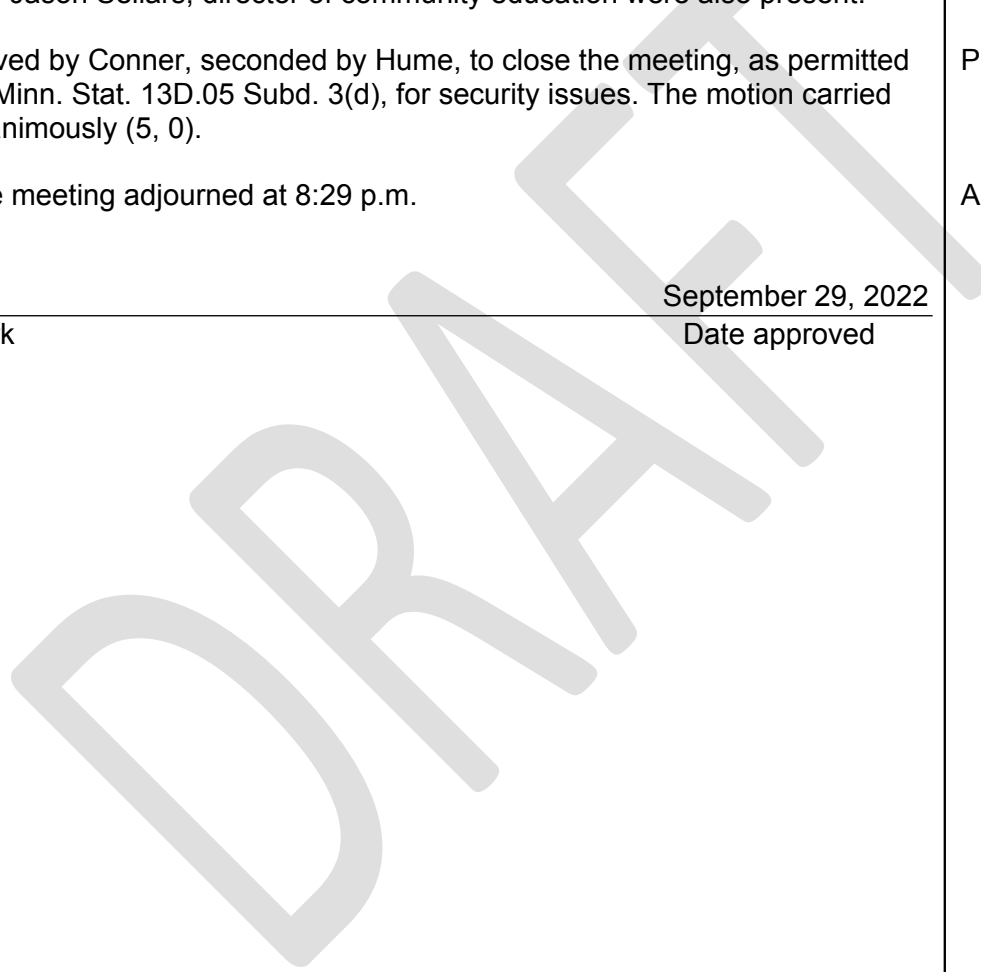 Jason Sellars, director of community education were also present.
ved by Conner, seconded by Hume, to close the meeting, as permitted
Minn. Stat. 13D.05 Subd. 3(d), for security issues. The motion carried
nimously (5, 0).
P
e meeting adjourned at 8:29 p.m.
A
September 29, 2022
rk
Date approved
DRAFT